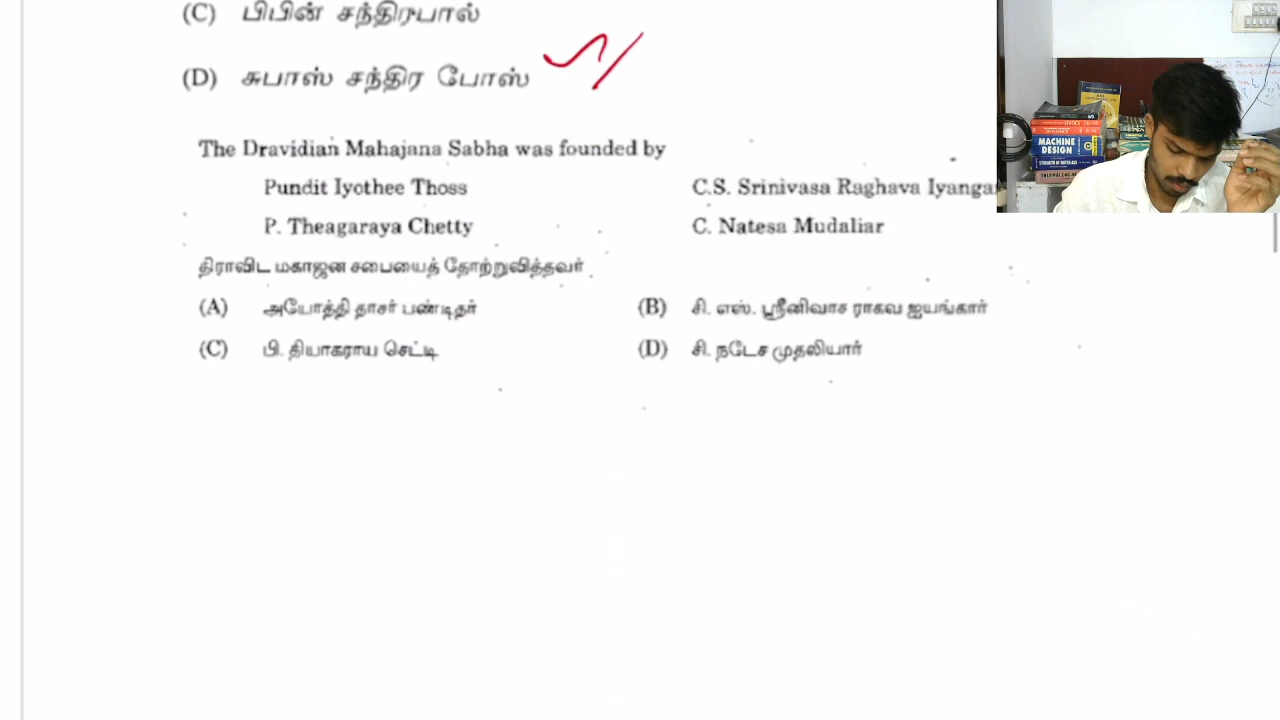 (C) பிபின் சந்திரபால்
(D) சுபாஸ் சந்திர போஸ்
The Dravidian Mahajana Sabha was founded by
Pundit Iyothee Thoss C.S. Srinivasa Raghava
P. Theagaraya Chetty C. Natesa Mudaliar
திராவிட மகாஜன சபையைத் தோற்றுவித்தவர்
(A) அயோத்தி தாசர் பண்டிதர் (B) சி. எஸ். ஸ்ரீனிவாச ராகவ ஐயங்கார்
(C) பி. தியாகராய செட்டி (D) சி. நடேச முதலியார்
MACHINE
DESIGN